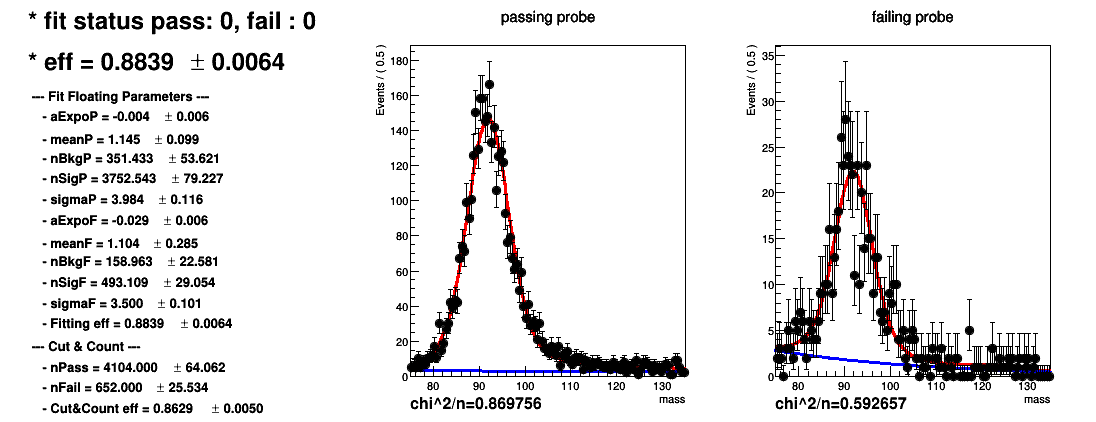 * fit status pass: 0, fail : 0
* eff = 0.8839 ± 0.0064
--- Fit Floating Parameters ---
- aExpoP = -0.004 ± 0.006
- meanP = 1.145 ± 0.099
- nBkgP = 351.433 ± 53.621
- nSigP = 3752.543 ± 79.227
- sigmaP = 3.984 ± 0.116
- aExpoF = -0.029 ± 0.006
- meanF = 1.104 ± 0.285
- nBkgF = 158.963 ± 22.581
- nSigF = 493.109 ± 29.054
- sigmaF = 3.500 ± 0.101
- Fitting eff = 0.8839 ± 0.0064
--- Cut & Count ---
- nPass = 4104.000 ± 64.062
- nFail = 652.000 ± 25.534
- Cut&Count eff = 0.8629 ± 0.0050
passing probe
Events / ( 0.5 )
180
160
140
120
100
80
60
40
20
0
80 90 100 110 120 130
mass
chi^2/n=0.869756
failing probe
Events / ( 0.5 )
35
30
25
20
15
10
5
0
80 90 100 110 120 130
mass
chi^2/n=0.592657